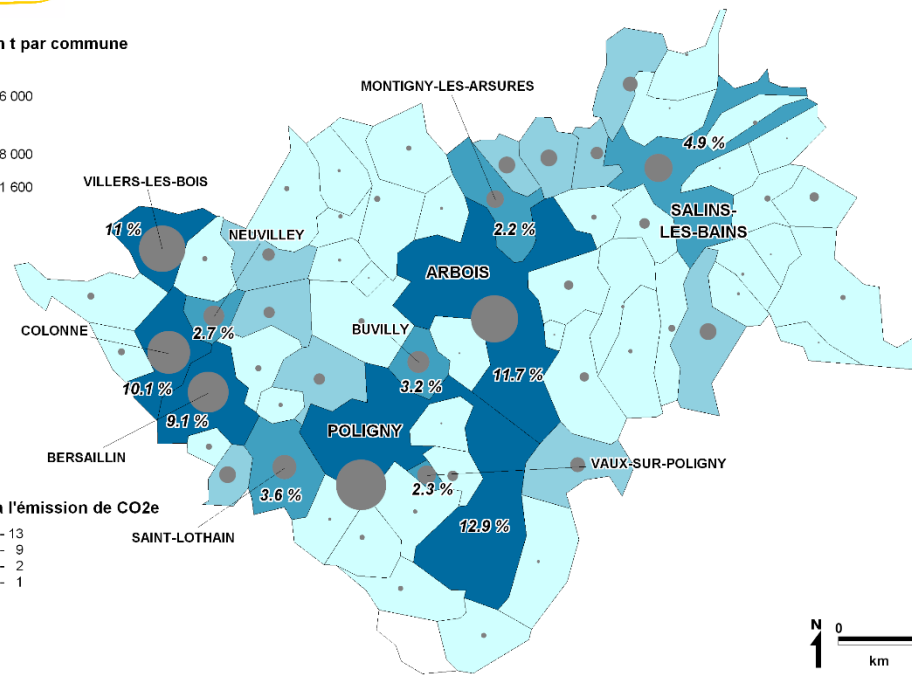 n t par commune
MONTIGNY-LES-ARSURES
6 000
4.9 %
8 000
1 600
VILLERS-LES-BOIS
SALINS-
LES-BAINS
11 %
NEUVILLEY
2.2 %
ARBOIS
COLONNE
2.7 %
BUVILLY
10.1 %
3.2 %
11.7 %
9.1 %
POLIGNY
BERSAILLIN
VAUX-SUR-POLIGNY
3.6 %
2.3 %
à l'émission de CO2e
12.9 %
- 13
- 9
- 2
- 1
SAINT-LOTHAIN
N
0
km